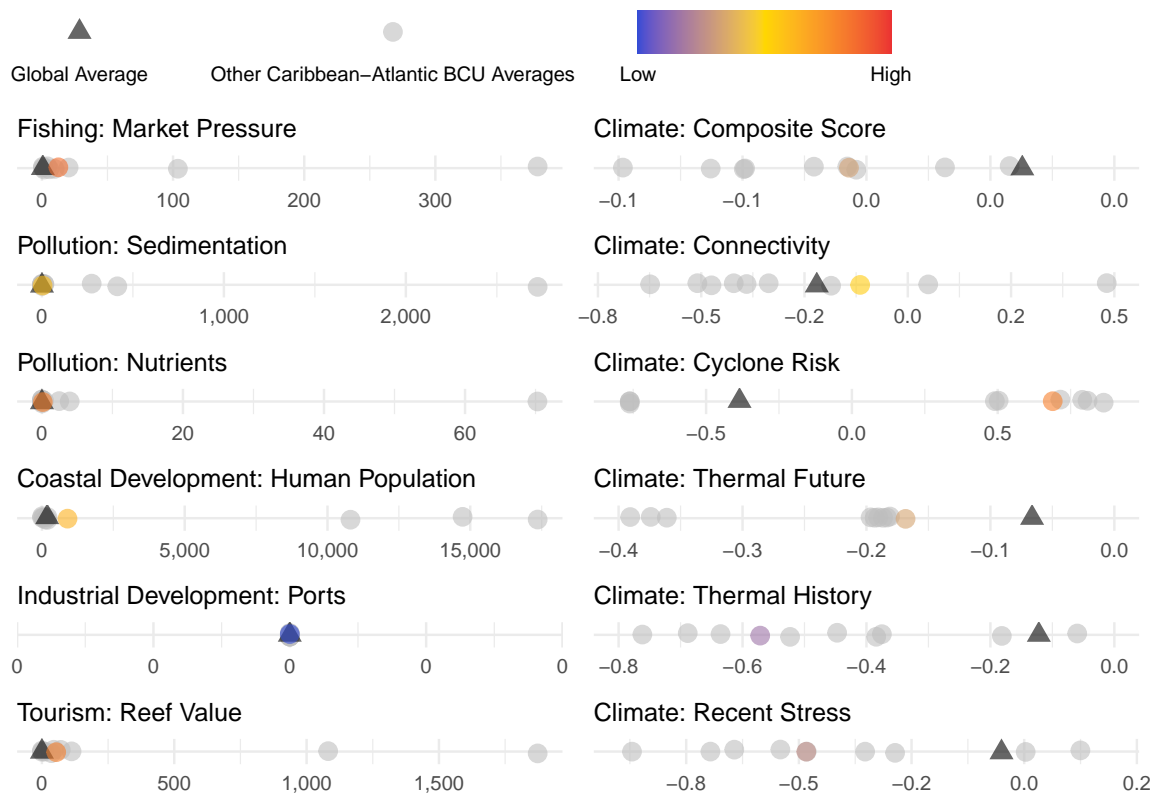 Global Average
Other Caribbean−Atlantic BCU Averages
Low
High
Fishing: Market Pressure
0 100 200 300
Pollution: Sedimentation
0 1,000 2,000
Pollution: Nutrients
0 20 40 60
Coastal Development: Human Population
0 5,000 10,000 15,000
Industrial Development: Ports
0 0 0 0 0
Tourism: Reef Value
0 500 1,000 1,500
Climate: Composite Score
−0.1 −0.1 0.0 0.0 0.0
Climate: Connectivity
−0.8 −0.5 −0.2 0.0 0.2 0.5
Climate: Cyclone Risk
−0.5 0.0 0.5
Climate: Thermal Future
−0.4 −0.3 −0.2 −0.1 0.0
Climate: Thermal History
−0.8 −0.6 −0.4 −0.2 0.0
Climate: Recent Stress
−0.8 −0.5 −0.2 0.0 0.2